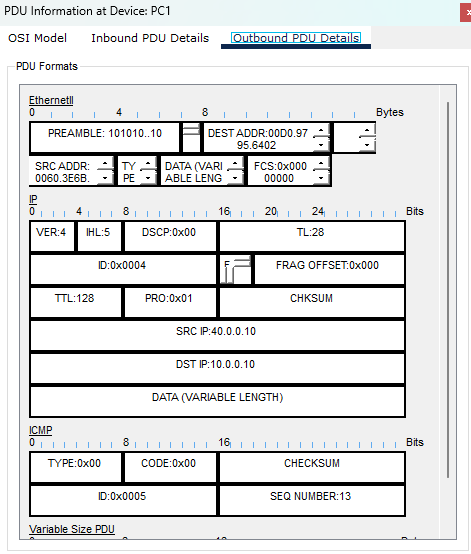 PDU Information at Device: PC1
OSI Model Inbound PDU Details Outbound PDU Details
PDU Formats
EthernetII
0 4 8 Bytes
PREAMBLE: 101010..10 DEST ADDR:00D0.97
95.6402
SRC ADDR: TY DATA (VARI FCS:0x000
0060.3E6B. PE ABLE LENG 00000
IP
0 4 8 16 20 24 Bits
VER:4 IHL:5 DSCP:0x00 TL:28
ID:0x0004 F FRAG OFFSET:0x000
TTL:128 PRO:0x01 CHKSUM
SRC IP:40.0.0.10
DST IP:10.0.0.10
DATA (VARIABLE LENGTH)
ICMP
0 8 16 Bits
TYPE:0x00 CODE:0x00 CHECKSUM
ID:0x0005 SEQ NUMBER:13
Variable Size PDU